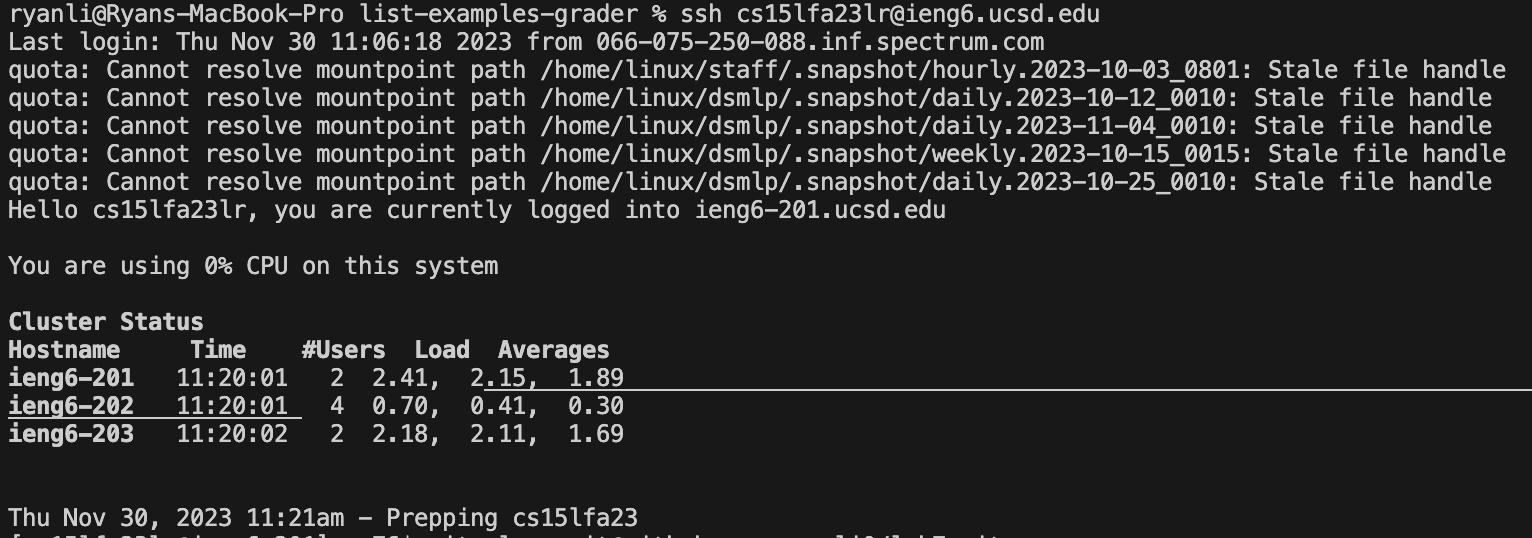 ryanli@Ryans-MacBook-Pro list-examples-grader % ssh cs15lfa23lr@ieng6.ucsd.edu
Last login: Thu Nov 30 11:06:18 2023 from 066-075-250-088.inf.spectrum.com
quota: Cannot resolve mountpoint path /home/linux/staff/.snapshot/hourly.2023-10-03_0801: Stale file handle
quota: Cannot resolve mountpoint path /home/linux/dsmlp/.snapshot/daily.2023-10-12_0010: Stale file handle
quota: Cannot resolve mountpoint path /home/linux/dsmlp/.snapshot/daily.2023-11-04_0010: Stale file handle
quota: Cannot resolve mountpoint path /home/linux/dsmlp/.snapshot/weekly.2023-10-15_0015: Stale file handle
quota: Cannot resolve mountpoint path /home/linux/dsmlp/.snapshot/daily.2023-10-25_0010: Stale file handle
Hello cs15lfa23lr, you are currently logged into ieng6-201.ucsd.edu
You are using 0% CPU on this system
Cluster Status
Hostname Time #Users Load Averages
ieng6-201 11:20:01 2 2.41, 2.15, 1.89
ieng6-202 11:20:01 4 0.70, 0.41, 0.30
ieng6-203 11:20:02 2 2.18, 2.11, 1.69
Thu Nov 30, 2023 11:21am - Prepping cs15lfa23